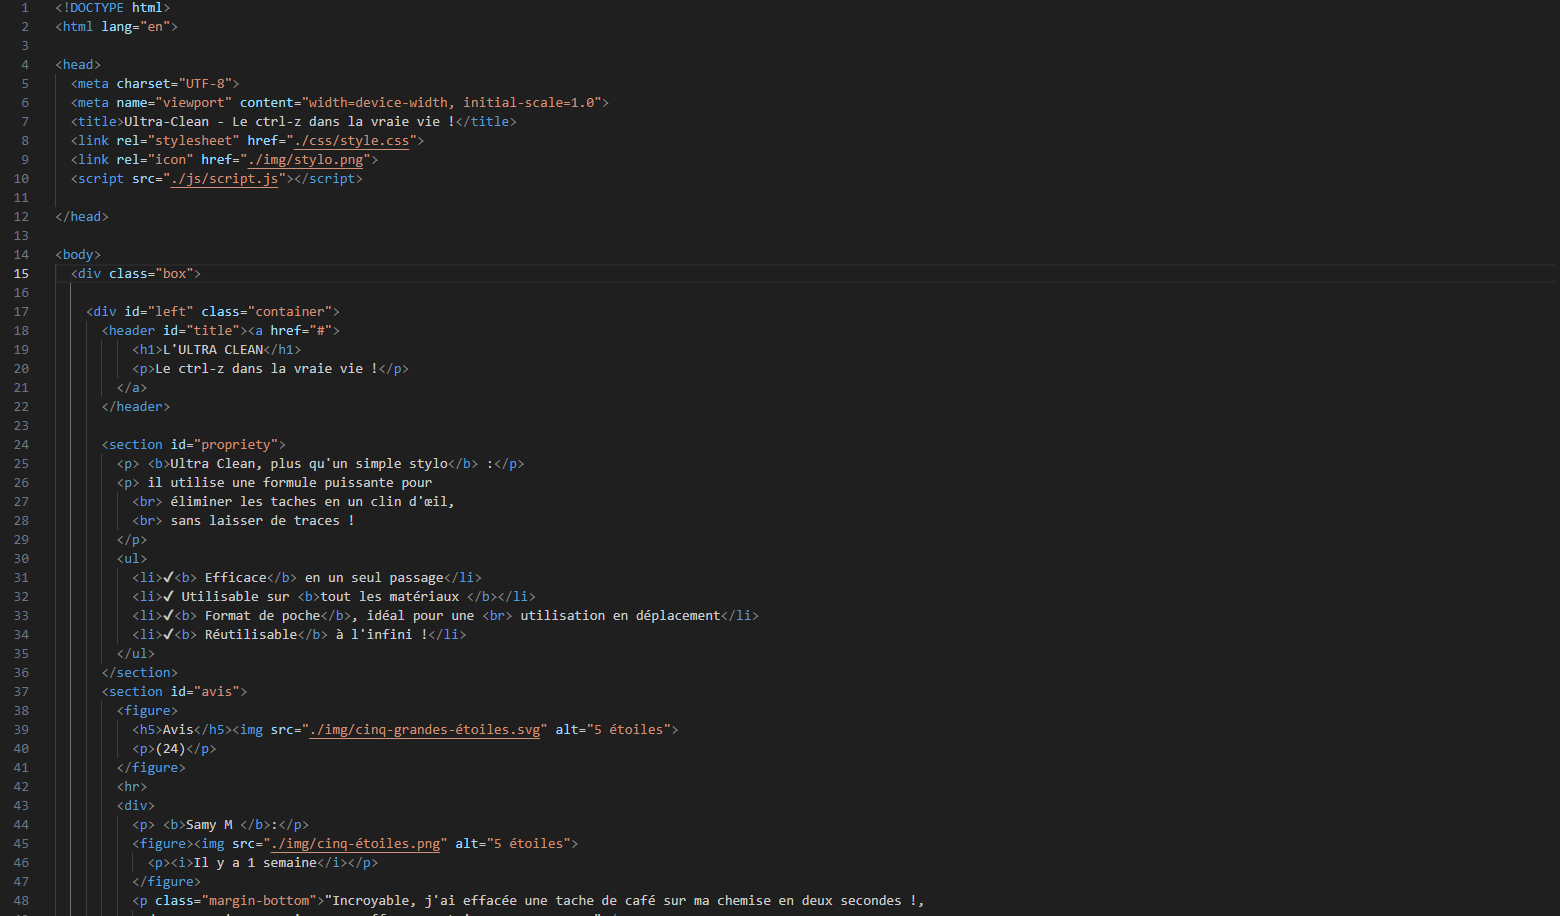 1 <!DOCTYPE html>
2 <html lang="en">
3
4 <head>
5 <meta charset="UTF-8">
6 <meta name="viewport" content="width=device-width, initial-scale=1.0">
7 <title>Ultra-Clean - Le ctrl-z dans la vraie vie !</title>
8 <link rel="stylesheet" href="./css/style.css">
9 <link rel="icon" href="./img/stylo.png">
10 <script src="./js/script.js"></script>
11
12 </head>
13
14 <body>
15 <div class="box">
16
17 <div id="left" class="container">
18 <header id="title"><a href="#">
19 <h1>L'ULTRA CLEAN</h1>
20 <p>Le ctrl-z dans la vraie vie !</p>
21 </a>
22 </header>
23
24 <section id="propriety">
25 <p> <b>Ultra Clean, plus qu'un simple stylo</b> :</p>
26 <p> il utilise une formule puissante pour
27 <br> éliminer les taches en un clin d'œil,
28 <br> sans laisser de traces !
29 </p>
30 <ul>
31 <li>✔<b> Efficace</b> en un seul passage</li>
32 <li>✔ Utilisable sur <b>tout les matériaux </b></li>
33 <li>✔<b> Format de poche</b>, idéal pour une <br> utilisation en déplacement</li>
34 <li>✔<b> Réutilisable</b> à l'infini !</li>
35 </ul>
36 </section>
37 <section id="avis">
38 <figure>
39 <h5>Avis</h5><img src="./img/cinq-grandes-étoiles.svg" alt="5 étoiles">
40 <p>(24)</p>
41 </figure>
42 <hr>
43 <div>
44 <p> <b>Samy M </b>:</p>
45 <figure><img src="./img/cinq-étoiles.png" alt="5 étoiles">
46 <p><i>Il y a 1 semaine</i></p>
47 </figure>
48 <p class="margin-bottom">"Incroyable, j'ai effacée une tache de café sur ma chemise en deux secondes !,